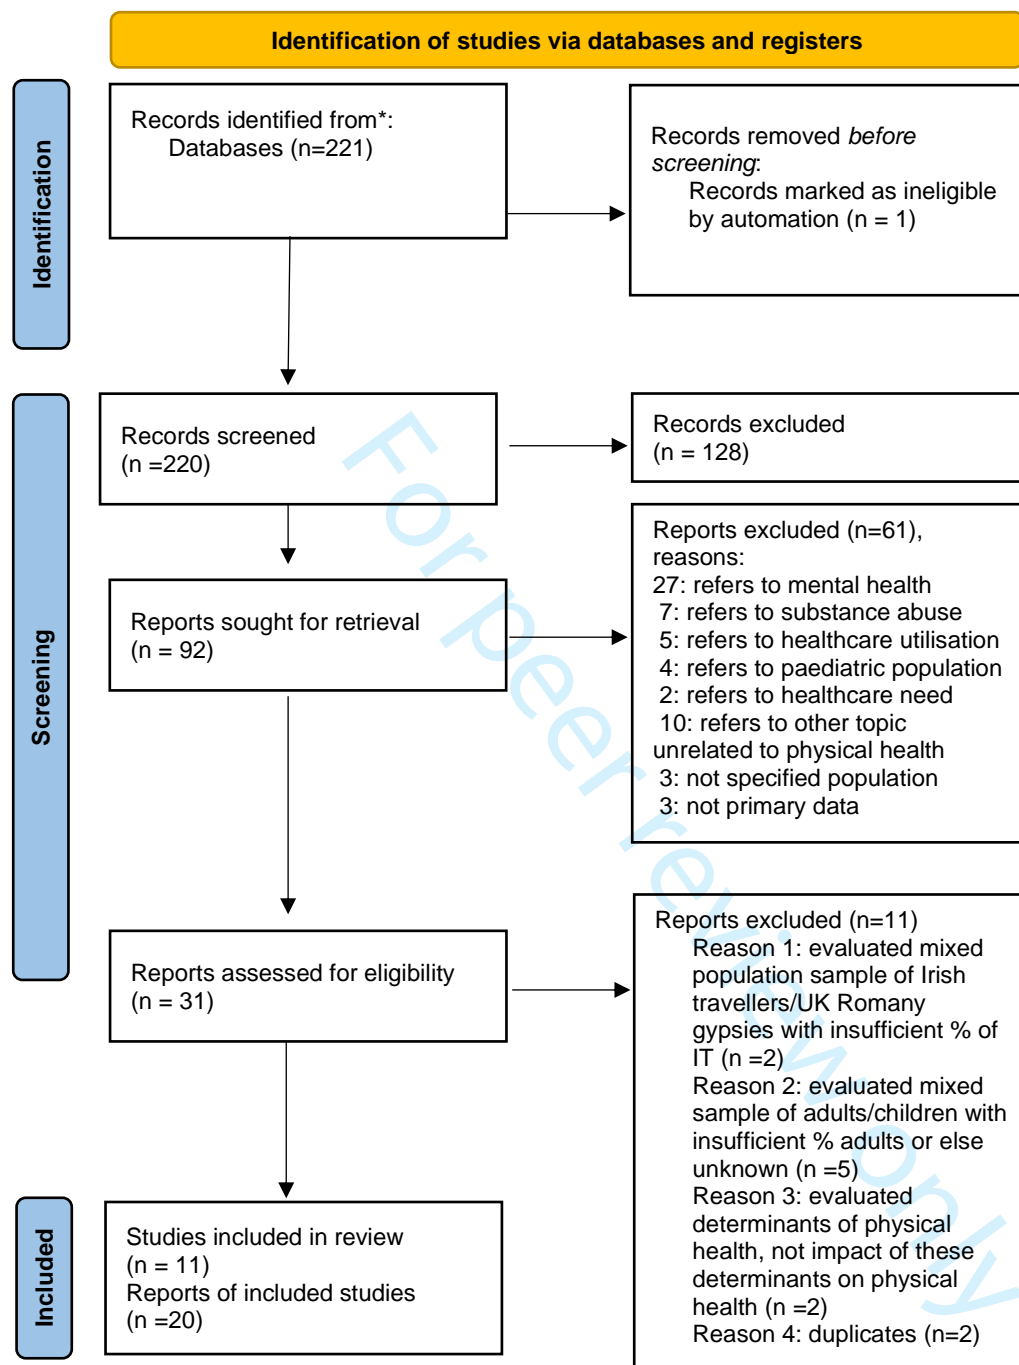 Identification of studies via databases and registers
Identification
Records identified from*:
Databases (n=221)
Records removed before
screening:
Records marked as ineligible
by automation (n = 1)
Screening
Records screened
(n =220)
Records excluded
(n = 128)
Reports sought for retrieval
(n = 92)
Reports excluded (n=61),
reasons:
27: refers to mental health
7: refers to substance abuse
5: refers to healthcare utilisation
4: refers to paediatric population
2: refers to healthcare need
10: refers to other topic
unrelated to physical health
3: not specified population
3: not primary data
Reports assessed for eligibility
(n = 31)
Reports excluded (n=11)
Reason 1: evaluated mixed
population sample of Irish
travellers/UK Romany
gypsies with insufficient % of
IT (n =2)
Reason 2: evaluated mixed
sample of adults/children with
insufficient % adults or else
unknown (n =5)
Reason 3: evaluated
determinants of physical
health, not impact of these
determinants on physical
health (n =2)
Reason 4: duplicates (n=2)
Included
Studies included in review
(n = 11)
Reports of included studies
(n =20)
For peer review only